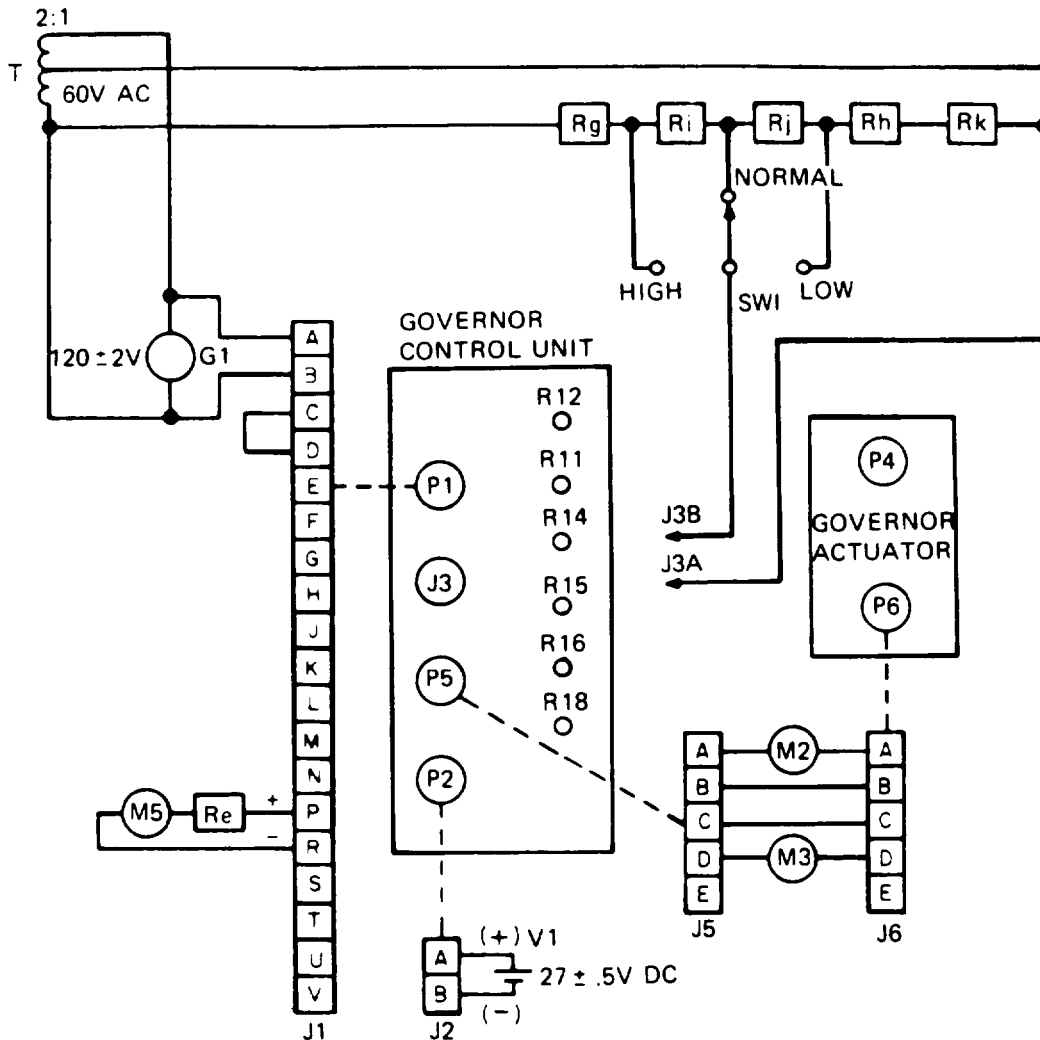 2:1
T
60V AC
Rg
Ri
Rj
Rh
Rk
NORMAL
HIGH
SWI
LOW
120 ± 2V
G1
A
B
C
D
E
F
G
H
J
K
L
M
N
P
R
S
T
U
V
J1
GOVERNOR
CONTROL UNIT
R12
R11
R14
R15
R16
R18
P1
J3
P5
P2
J3B
J3A
P4
GOVERNOR
ACTUATOR
P6
M5
Re
+
−
A
B
C
D
E
J5
M2
M3
A
B
C
D
E
J6
A
B
J2
(+) V1
27 ± .5V DC
(−)